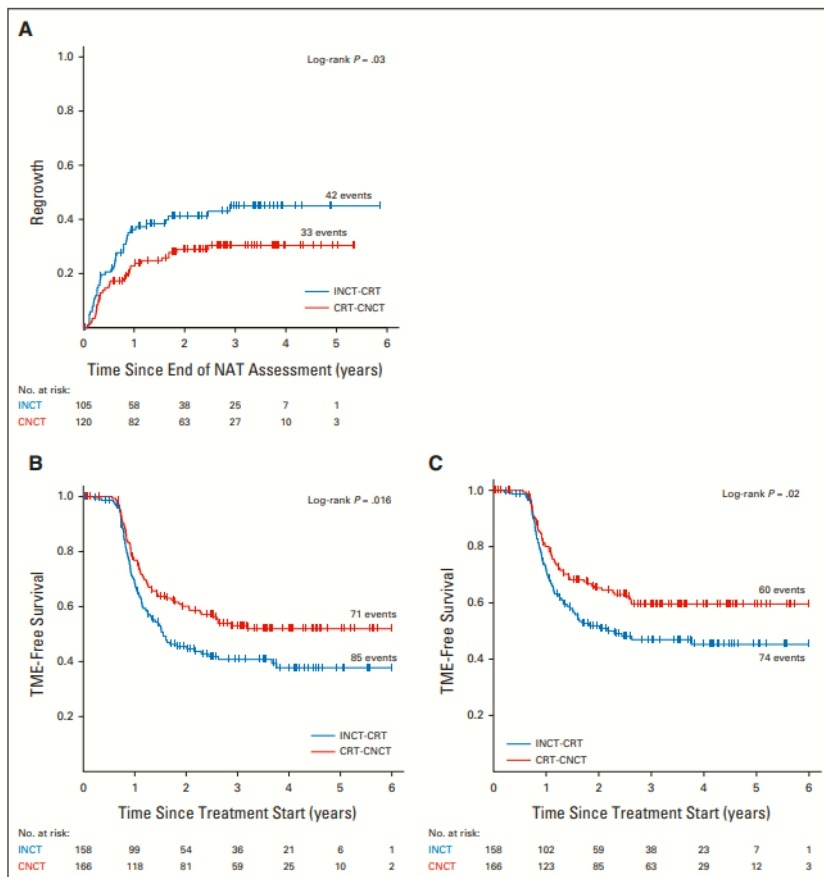 A
Log-rank P = .03
1.0
0.8
0.6
0.4
0.2
Regrowth
42 events
33 events
INCT-CRT
CRT-CNCT
0 1 2 3 4 5 6
Time Since End of NAT Assessment (years)
No. at risk:
INCT 105 58 38 25 7 1
CNCT 120 82 63 27 10 3
B
Log-rank P = .016
1.0
0.8
0.6
0.4
0.2
TME-Free Survival
71 events
85 events
INCT-CRT
CRT-CNCT
0 1 2 3 4 5 6
Time Since Treatment Start (years)
No. at risk:
INCT 158 99 54 36 21 6 1
CNCT 166 118 81 59 25 10 2
C
Log-rank P = .02
1.0
0.8
0.6
0.4
0.2
TME-Free Survival
60 events
74 events
INCT-CRT
CRT-CNCT
0 1 2 3 4 5 6
Time Since Treatment Start (years)
No. at risk:
INCT 158 102 59 38 23 7 1
CNCT 166 123 85 63 29 12 3